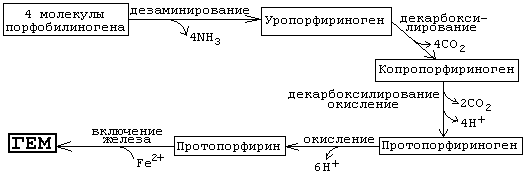 4 молекулы
порфобилиногена
дезаминирование
4NH3
Уропорфириноген
декарбокси-
лирование
4CO2
Копропорфириноген
декарбоксилирование
окисление
2CO2
4H+
Протопорфириноген
окисление
6H+
Протопорфирин
включение
железа
Fe2+
ГЕМ